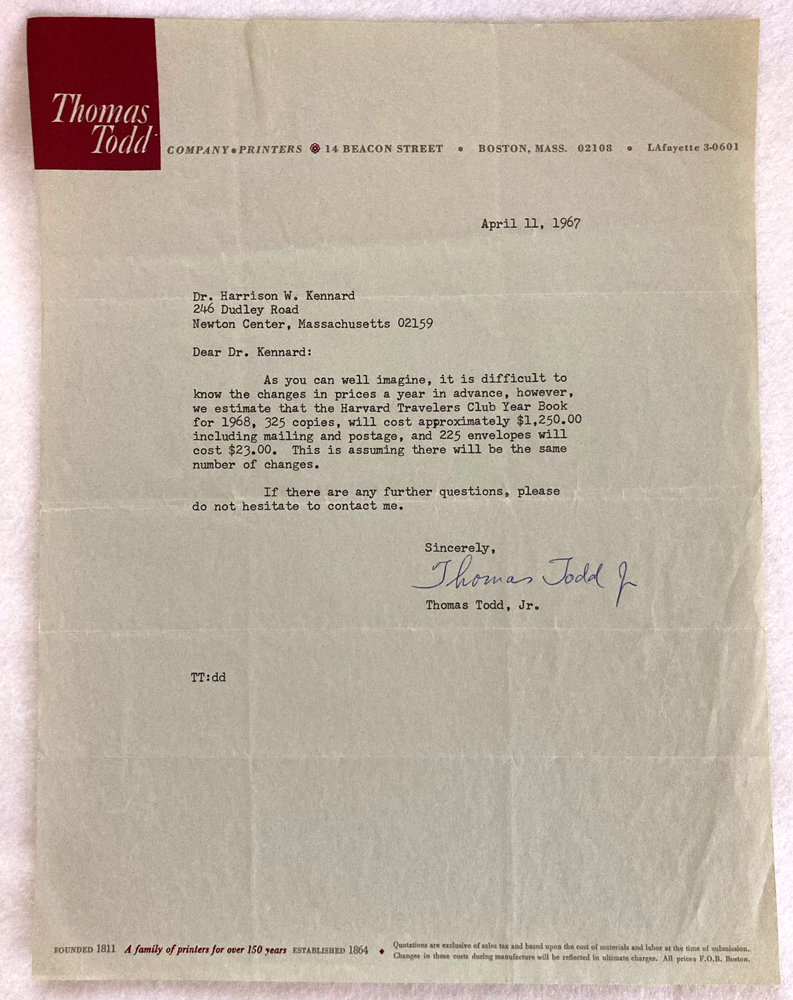 Thomas
Todd
COMPANY • PRINTERS 14 BEACON STREET • BOSTON, MASS. 02108 • LAfayette 3-0601
April 11, 1967
Dr. Harrison W. Kennard
246 Dudley Road
Newton Center, Massachusetts 02159
Dear Dr. Kennard:
As you can well imagine, it is difficult to
know the changes in prices a year in advance, however,
we estimate that the Harvard Travelers Club Year Book
for 1968, 325 copies, will cost approximately $1,250.00
including mailing and postage, and 225 envelopes will
cost $23.00. This is assuming there will be the same
number of changes.
If there are any further questions, please
do not hesitate to contact me.
Sincerely,
Thomas Todd Jr
Thomas Todd, Jr.
TT:dd
FOUNDED 1811 A family of printers for over 150 years ESTABLISHED 1864 ♦ Quotations are exclusive of sales tax and based upon the cost of materials and labor at the time of submission.
Changes in these costs during manufacture will be reflected in ultimate charges. All prices F.O.B. Boston.